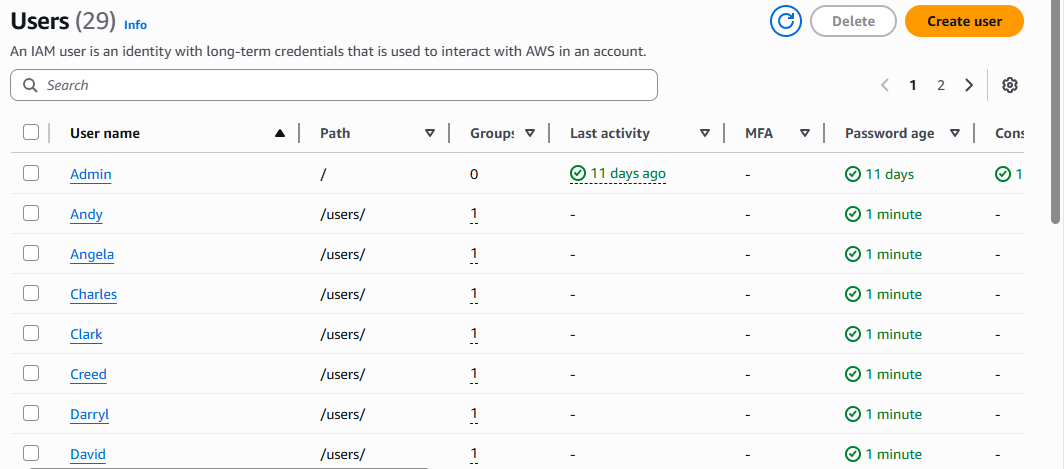 Users (29) Info
Delete
Create user
An IAM user is an identity with long-term credentials that is used to interact with AWS in an account.
Search
1 2
User name Path Groups Last activity MFA Password age Cons
Admin / 0 11 days ago - 11 days 1
Andy /users/ 1 - - 1 minute -
Angela /users/ 1 - - 1 minute -
Charles /users/ 1 - - 1 minute -
Clark /users/ 1 - - 1 minute -
Creed /users/ 1 - - 1 minute -
Darryl /users/ 1 - - 1 minute -
David /users/ 1 - - 1 minute -